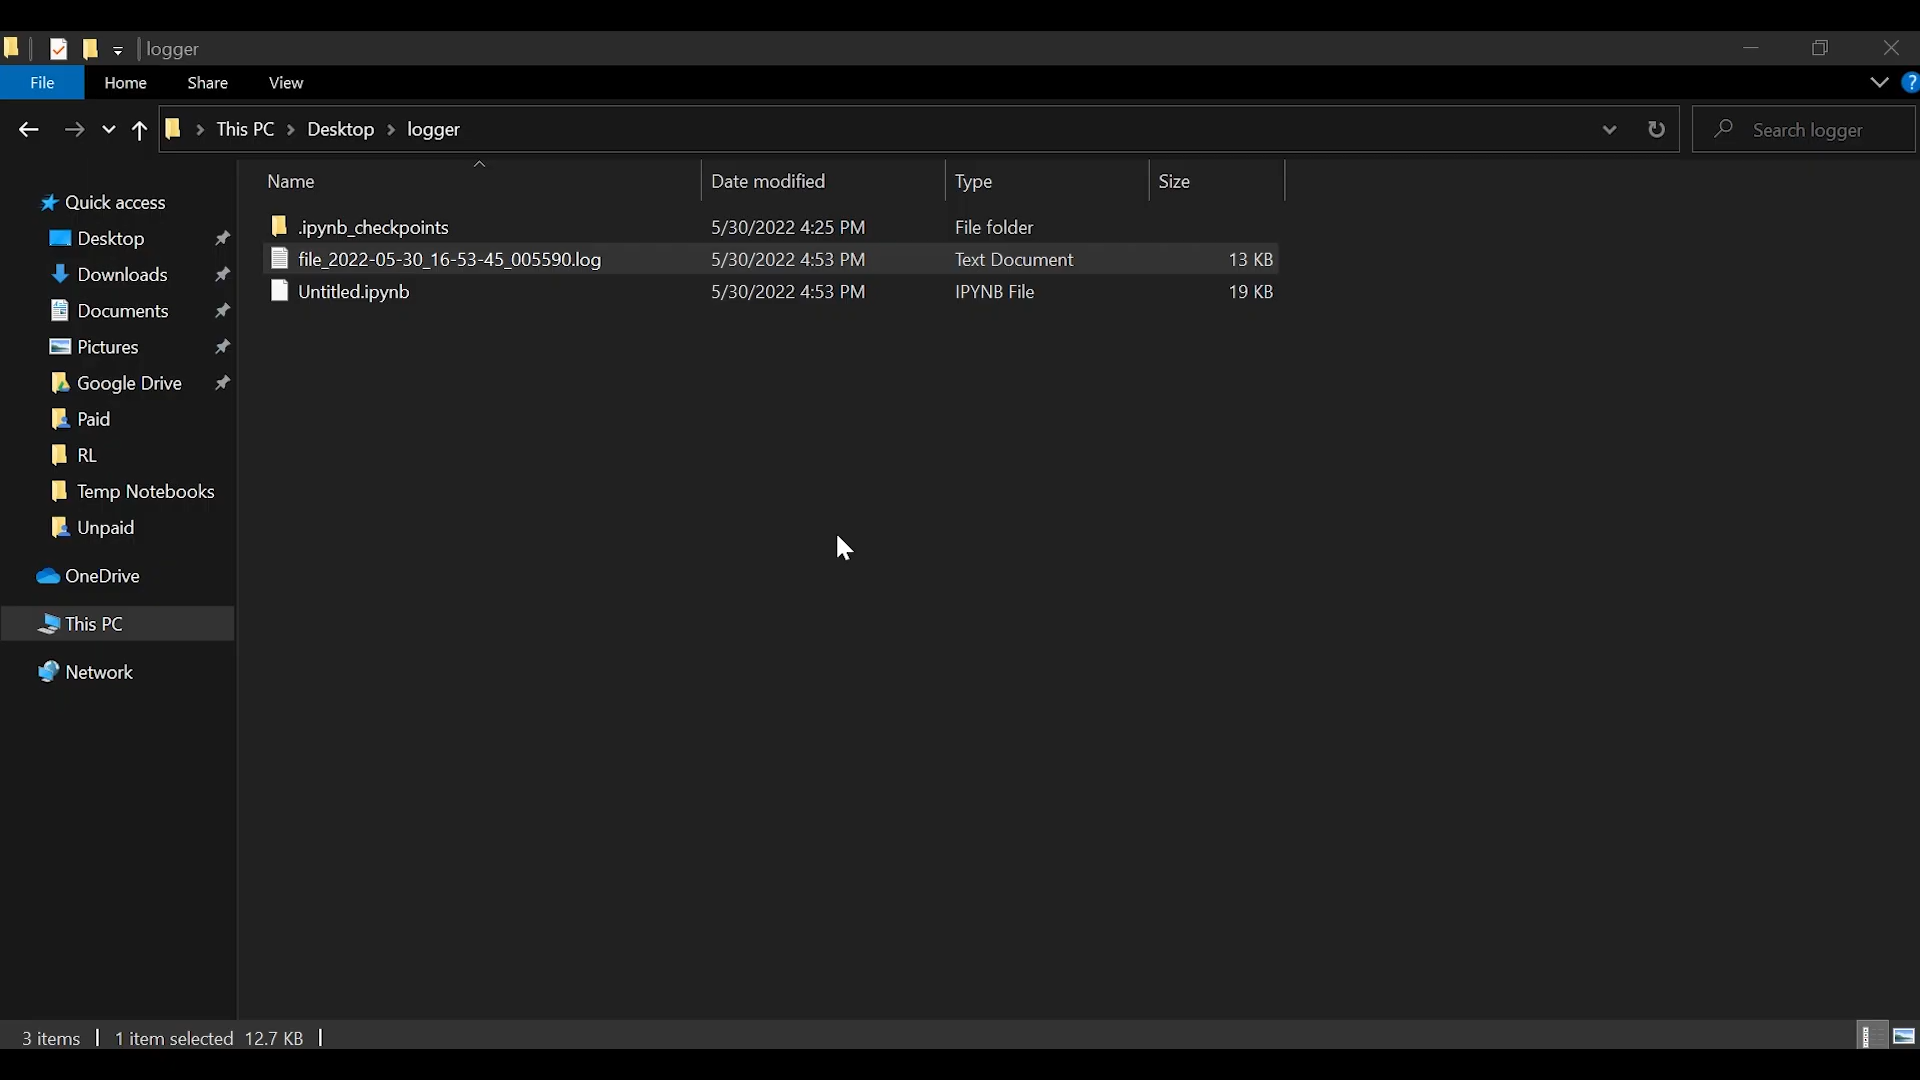 logger
File Home Share View
This PC Desktop logger
Search logger
Name Date modified Type Size
.ipynb_checkpoints 5/30/2022 4:25 PM File folder
file_2022-05-30_16-53-45_005590.log 5/30/2022 4:53 PM Text Document 13 KB
Untitled.ipynb 5/30/2022 4:53 PM IPYNB File 19 KB
Quick access
Desktop
Downloads
Documents
Pictures
Google Drive
Paid
RL
Temp Notebooks
Unpaid
OneDrive
This PC
Network
3 items 1 item selected 12.7 KB